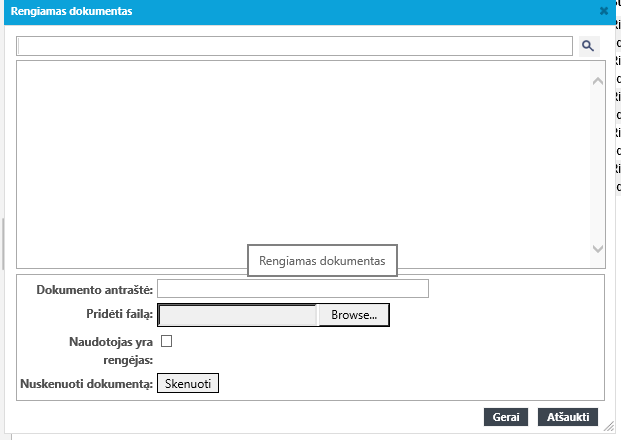 Rengiamas dokumentas
Rengiamas dokumentas
Dokumento antraštė:
Pridėti failą:
Browse...
Naudotojas yra
rengėjas:
Nuskenuoti dokumentą:
Skenuoti
Gerai
Atšaukti